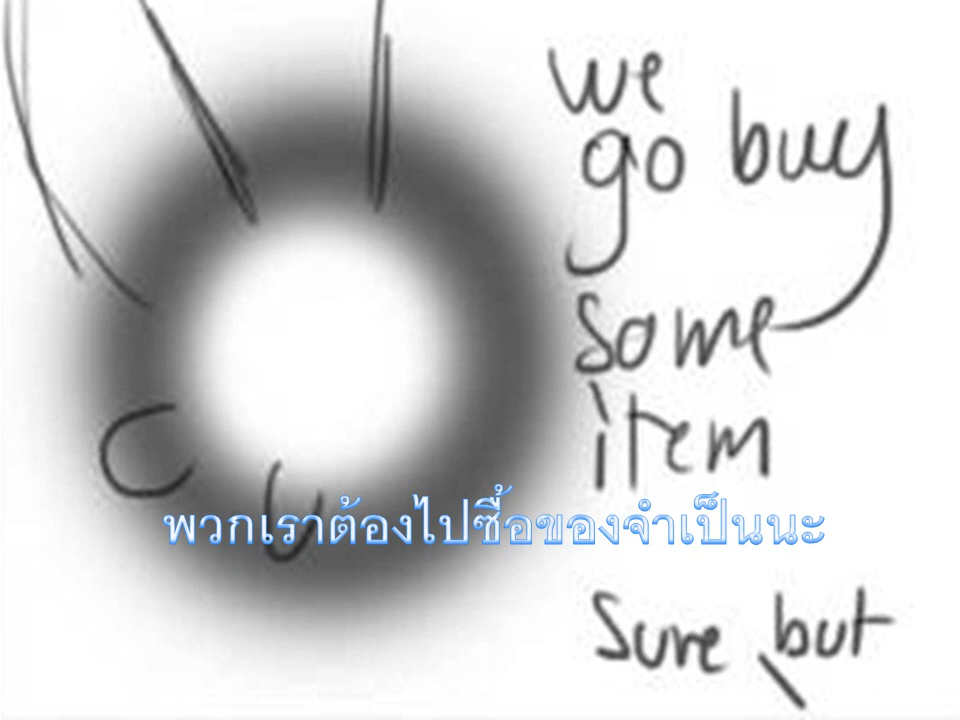 we
go buy
some
item
พวกเราต้องไปซื้อของจำเป็นนะ
sure, but